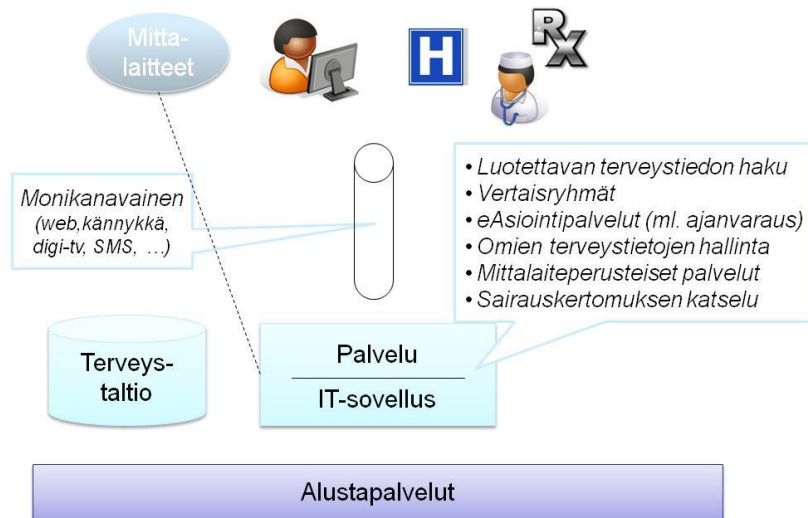 Mitta-
laitteet
H
RX
Monikanavainen
(web,kännykkä,
digi-tv, SMS, …)
• Luotettavan terveystiedon haku
• Vertaisryhmät
• eAsiointipalvelut (ml. ajanvaraus)
• Omien terveystietojen hallinta
• Mittalaiteperusteiset palvelut
• Sairauskertomuksen katselu
Terveys-
taltio
Palvelu
IT-sovellus
Alustapalvelut